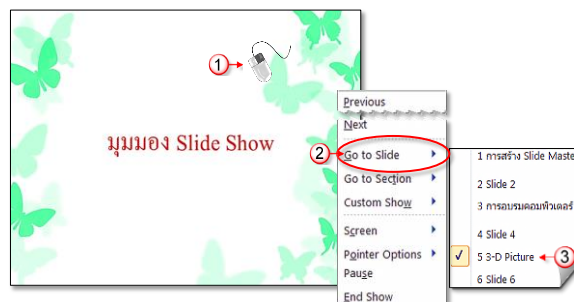 1
มุมมอง Slide Show
Previous
Next
2
Go to Slide
Go to Section
Custom Show
Screen
Pointer Options
Pause
End Show
1 การสร้าง Slide Maste
2 Slide 2
3 การอบรมคอมพิวเตอร์
4 Slide 4
5 3-D Picture
3
6 Slide 6